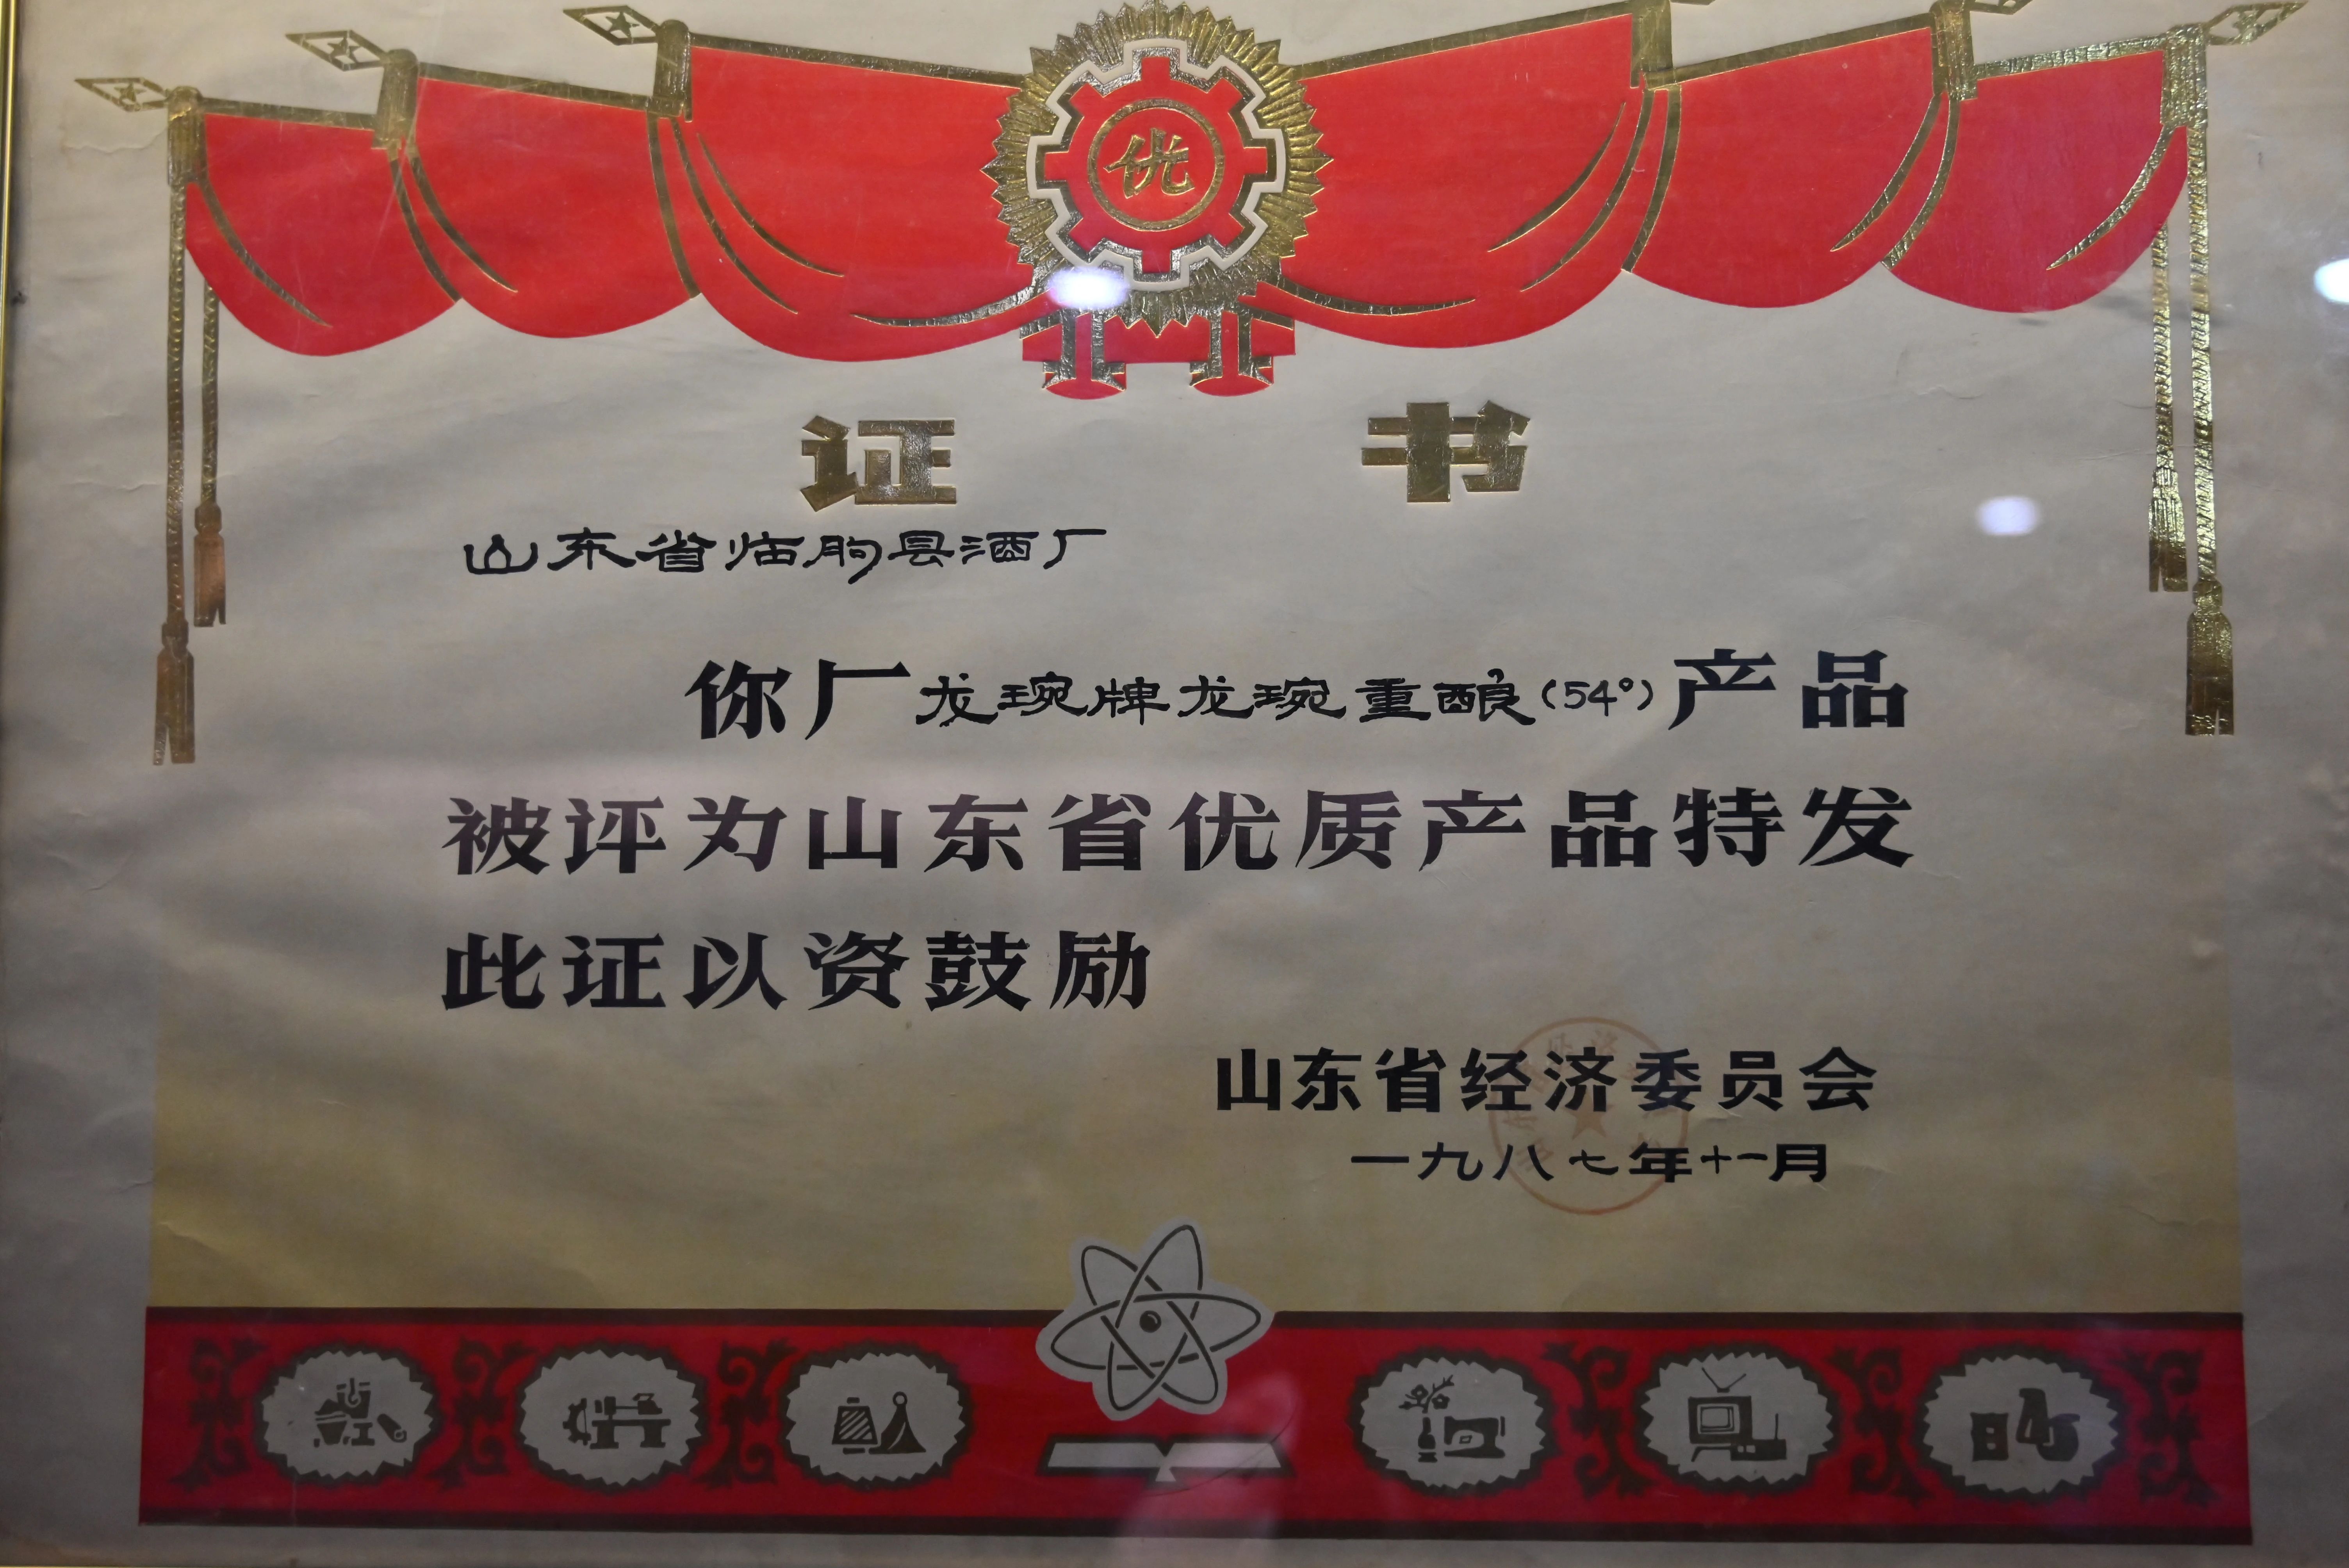 优
证书
山东省临朐县酒厂
你厂龙琬牌龙琬重酿(54°)产品
被评为山东省优质产品特发
此证以资鼓励
山东省经济委员会
一九八七年十一月